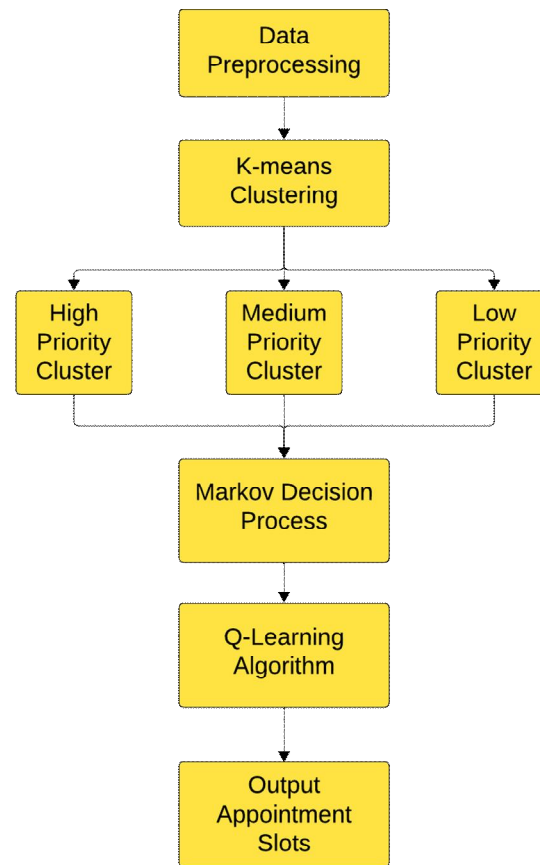 Data
Preprocessing
K-means
Clustering
High
Priority
Cluster
Medium
Priority
Cluster
Low
Priority
Cluster
Markov Decision
Process
Q-Learning
Algorithm
Output
Appointment
Slots